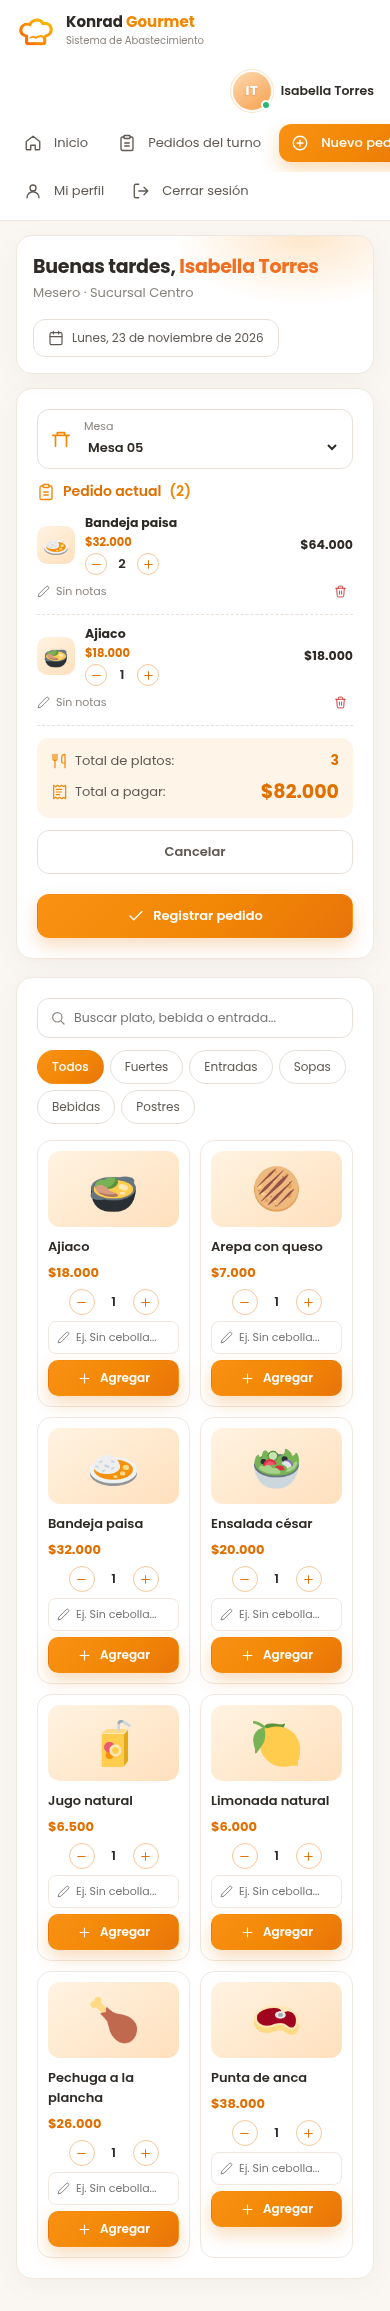 Konrad Gourmet
Sistema de Abastecimiento
IT
Isabella Torres
Inicio
Pedidos del turno
Nuevo ped
Mi perfil
Cerrar sesión
Buenas tardes, Isabella Torres
Mesero · Sucursal Centro
Lunes, 23 de noviembre de 2026
Mesa
Mesa 05
Pedido actual (2)
Bandeja paisa
$32.000
− 2 +
$64.000
Sin notas
Ajiaco
$18.000
− 1 +
$18.000
Sin notas
Total de platos: 3
Total a pagar: $82.000
Cancelar
Registrar pedido
Buscar plato, bebida o entrada...
Todos
Fuertes
Entradas
Sopas
Bebidas
Postres
Ajiaco
$18.000
− 1 +
Ej. Sin cebolla...
+ Agregar
Arepa con queso
$7.000
− 1 +
Ej. Sin cebolla...
+ Agregar
Bandeja paisa
$32.000
− 1 +
Ej. Sin cebolla...
+ Agregar
Ensalada césar
$20.000
− 1 +
Ej. Sin cebolla...
+ Agregar
Jugo natural
$6.500
− 1 +
Ej. Sin cebolla...
+ Agregar
Limonada natural
$6.000
− 1 +
Ej. Sin cebolla...
+ Agregar
Pechuga a la
plancha
$26.000
− 1 +
Ej. Sin cebolla...
+ Agregar
Punta de anca
$38.000
− 1 +
Ej. Sin cebolla...
+ Agregar